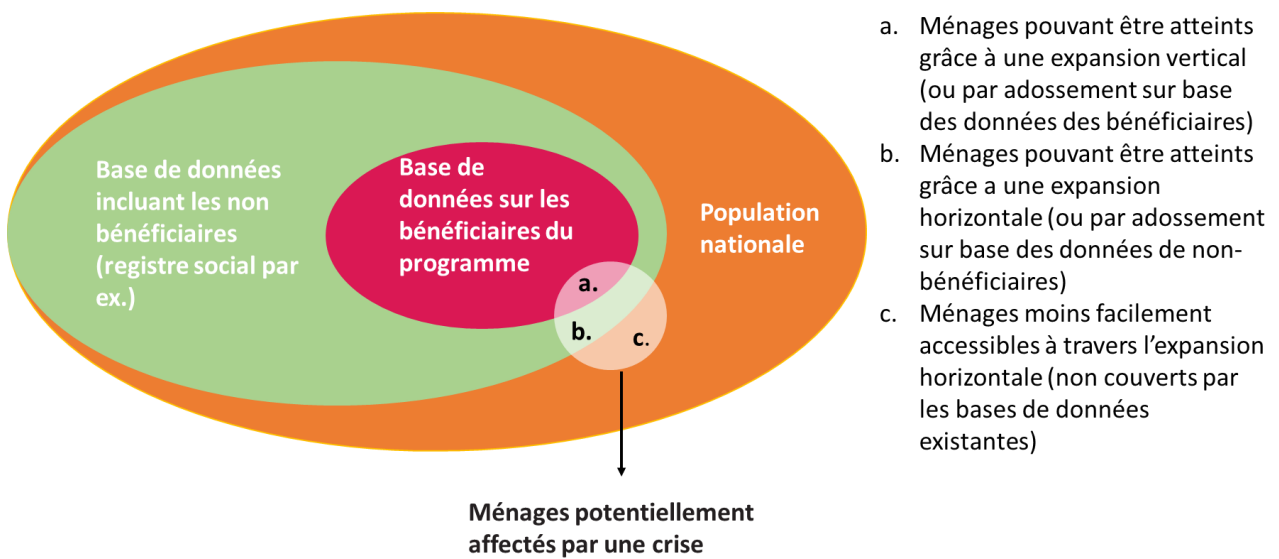 Base de données
incluant les non
bénéficiaires
(registre social par
ex.)
Base de
données sur les
bénéficiaires du
programme
Population
nationale
a.
b.
c.
Ménages potentiellement
affectés par une crise
a. Ménages pouvant être atteints
grâce à une expansion vertical
(ou par adossement sur base
des données des bénéficiaires)
b. Ménages pouvant être atteints
grâce a une expansion
horizontale (ou par adossement
sur base des données de non-
bénéficiaires)
c. Ménages moins facilement
accessibles à travers l’expansion
horizontale (non couverts par
les bases de données
existantes)